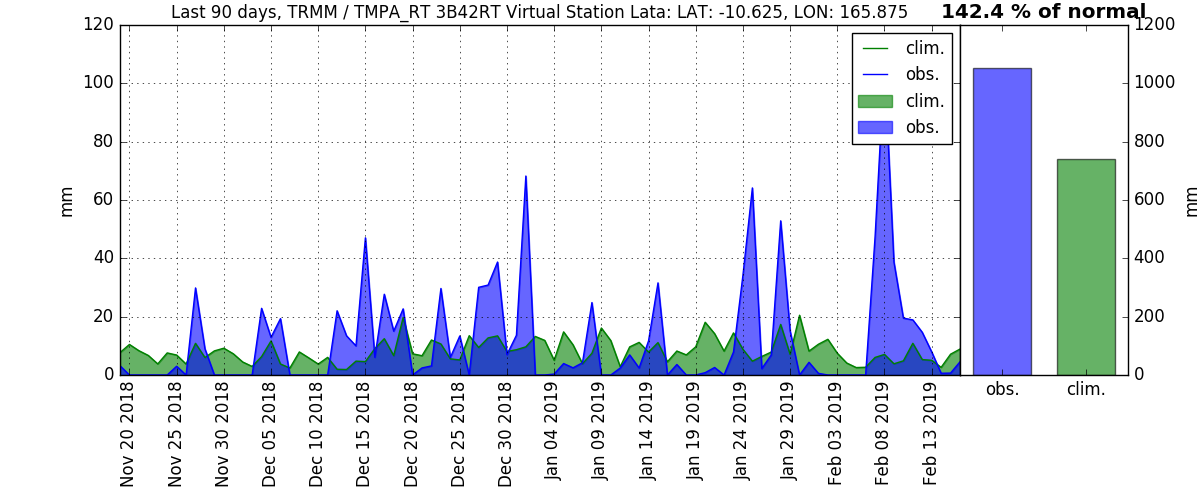 Last 90 days, TRMM / TMPA_RT 3B42RT Virtual Station Lata: LAT: -10.625, LON: 165.875
142.4 % of normal
120
100
80
60
40
20
0
mm
clim.
obs.
clim.
obs.
1200
1000
800
600
400
200
0
mm
obs.
clim.
Nov 20 2018
Nov 25 2018
Nov 30 2018
Dec 05 2018
Dec 10 2018
Dec 15 2018
Dec 20 2018
Dec 25 2018
Dec 30 2018
Jan 04 2019
Jan 09 2019
Jan 14 2019
Jan 19 2019
Jan 24 2019
Jan 29 2019
Feb 03 2019
Feb 08 2019
Feb 13 2019